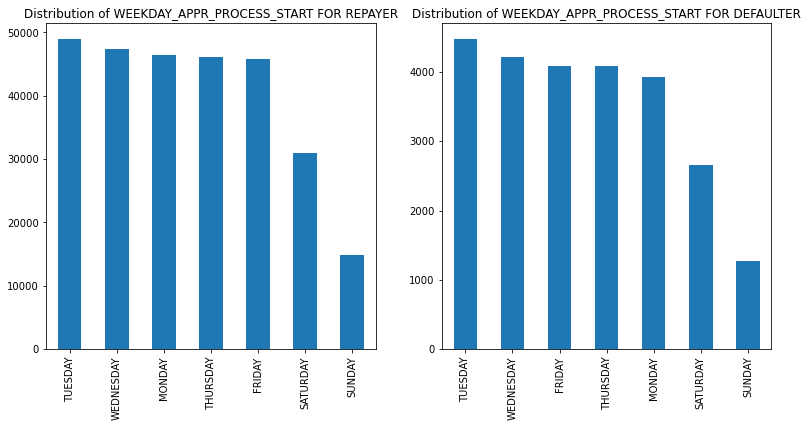 Distribution of WEEKDAY_APPR_PROCESS_START FOR REPAYER
50000
40000
30000
20000
10000
0
TUESDAY
WEDNESDAY
MONDAY
THURSDAY
FRIDAY
SATURDAY
SUNDAY
Distribution of WEEKDAY_APPR_PROCESS_START FOR DEFAULTER
4000
3000
2000
1000
0
TUESDAY
WEDNESDAY
FRIDAY
THURSDAY
MONDAY
SATURDAY
SUNDAY